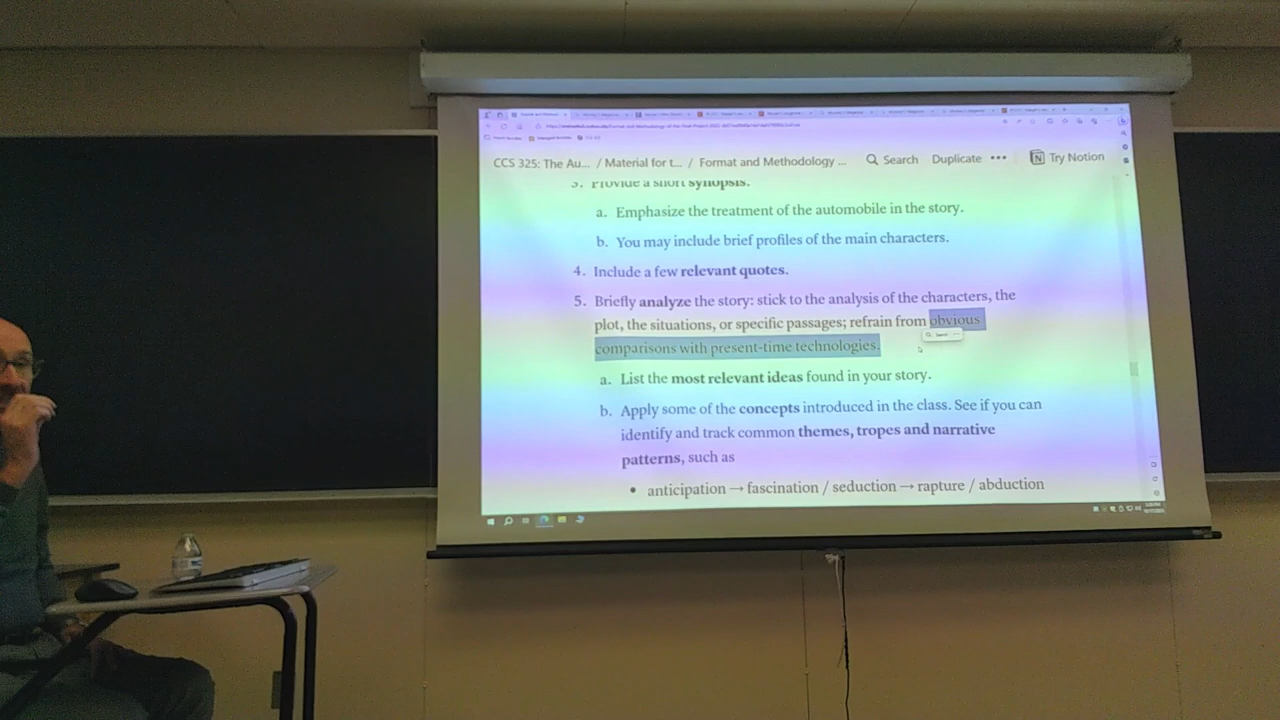 CCS 325: The Au... / Material for t... / Format and Methodology ... Search Duplicate ••• Try Notion
3. Provide a short synopsis.
a. Emphasize the treatment of the automobile in the story.
b. You may include brief profiles of the main characters.
4. Include a few relevant quotes.
5. Briefly analyze the story: stick to the analysis of the characters, the
plot, the situations, or specific passages; refrain from obvious
comparisons with present-time technologies.
a. List the most relevant ideas found in your story.
b. Apply some of the concepts introduced in the class. See if you can
identify and track common themes, tropes and narrative
patterns, such as
• anticipation → fascination / seduction → rapture / abduction